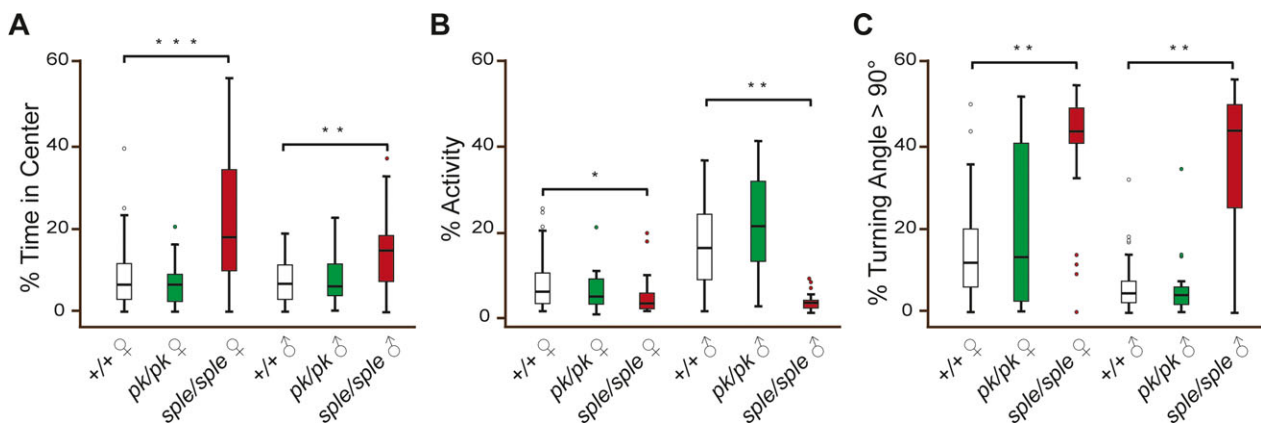 A
% Time in Center
60
40
20
0
* * *
* *
+/+ ♀
pk/pk ♀
sple/sple ♀
+/+ ♂
pk/pk ♂
sple/sple ♂
B
% Activity
60
40
20
0
*
* *
+/+ ♀
pk/pk ♀
sple/sple ♀
+/+ ♂
pk/pk ♂
sple/sple ♂
C
% Turning Angle > 90°
60
40
20
0
* *
* *
+/+ ♀
pk/pk ♀
sple/sple ♀
+/+ ♂
pk/pk ♂
sple/sple ♂